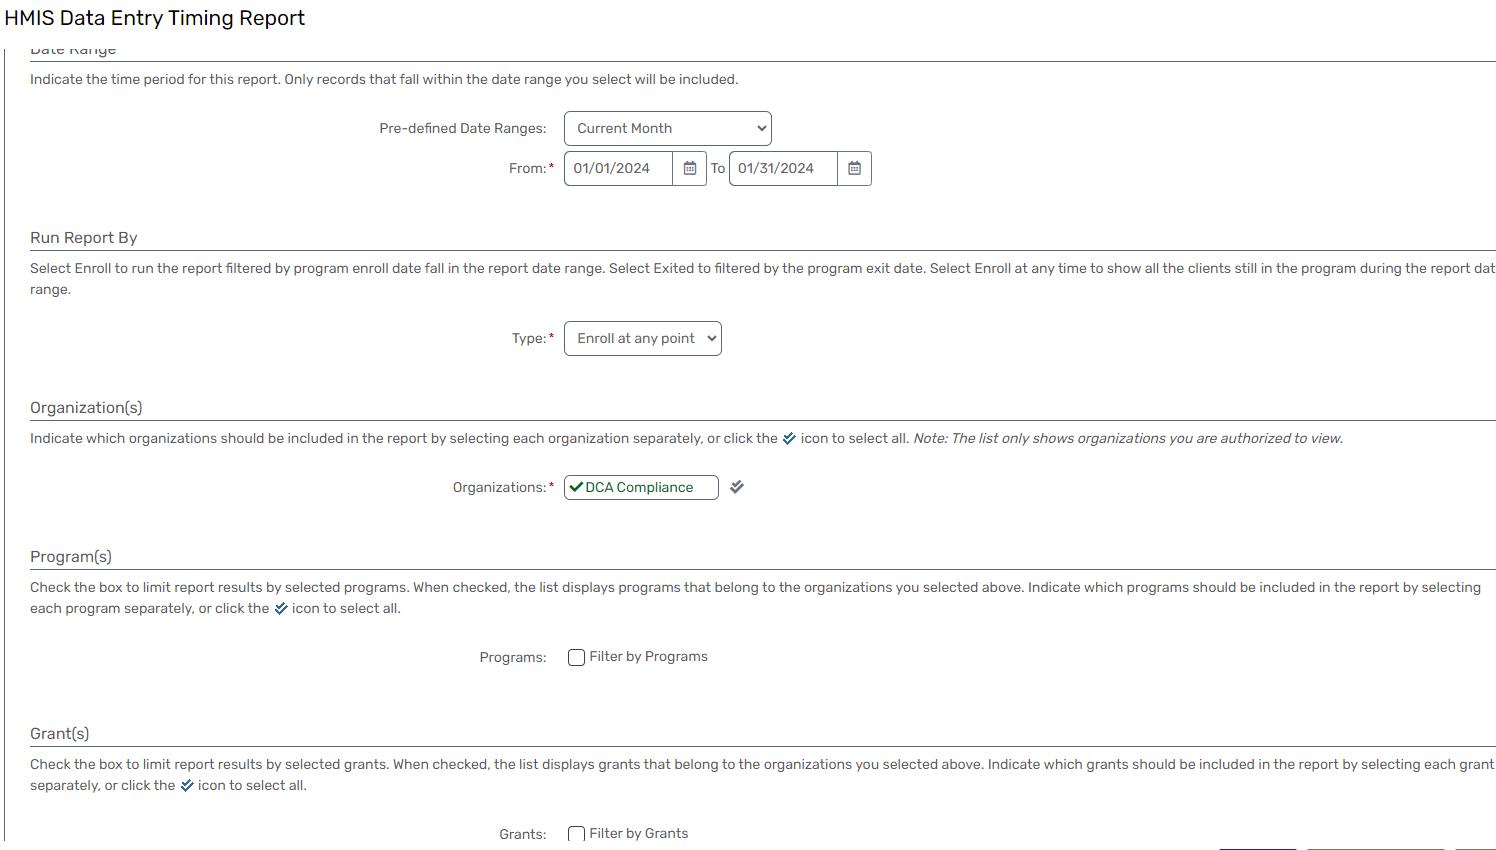 HMIS Data Entry Timing Report
Date Range
Indicate the time period for this report. Only records that fall within the date range you select will be included.
Pre-defined Date Ranges: Current Month
From:* 01/01/2024 To 01/31/2024
Run Report By
Select Enroll to run the report filtered by program enroll date fall in the report date range. Select Exited to filtered by the program exit date. Select Enroll at any time to show all the clients still in the program during the report dat
range.
Type:* Enroll at any point
Organization(s)
Indicate which organizations should be included in the report by selecting each organization separately, or click the icon to select all. Note: The list only shows organizations you are authorized to view.
Organizations:* DCA Compliance
Program(s)
Check the box to limit report results by selected programs. When checked, the list displays programs that belong to the organizations you selected above. Indicate which programs should be included in the report by selecting
each program separately, or click the icon to select all.
Programs: Filter by Programs
Grant(s)
Check the box to limit report results by selected grants. When checked, the list displays grants that belong to the organizations you selected above. Indicate which grants should be included in the report by selecting each grant
separately, or click the icon to select all.
Grants: Filter by Grants